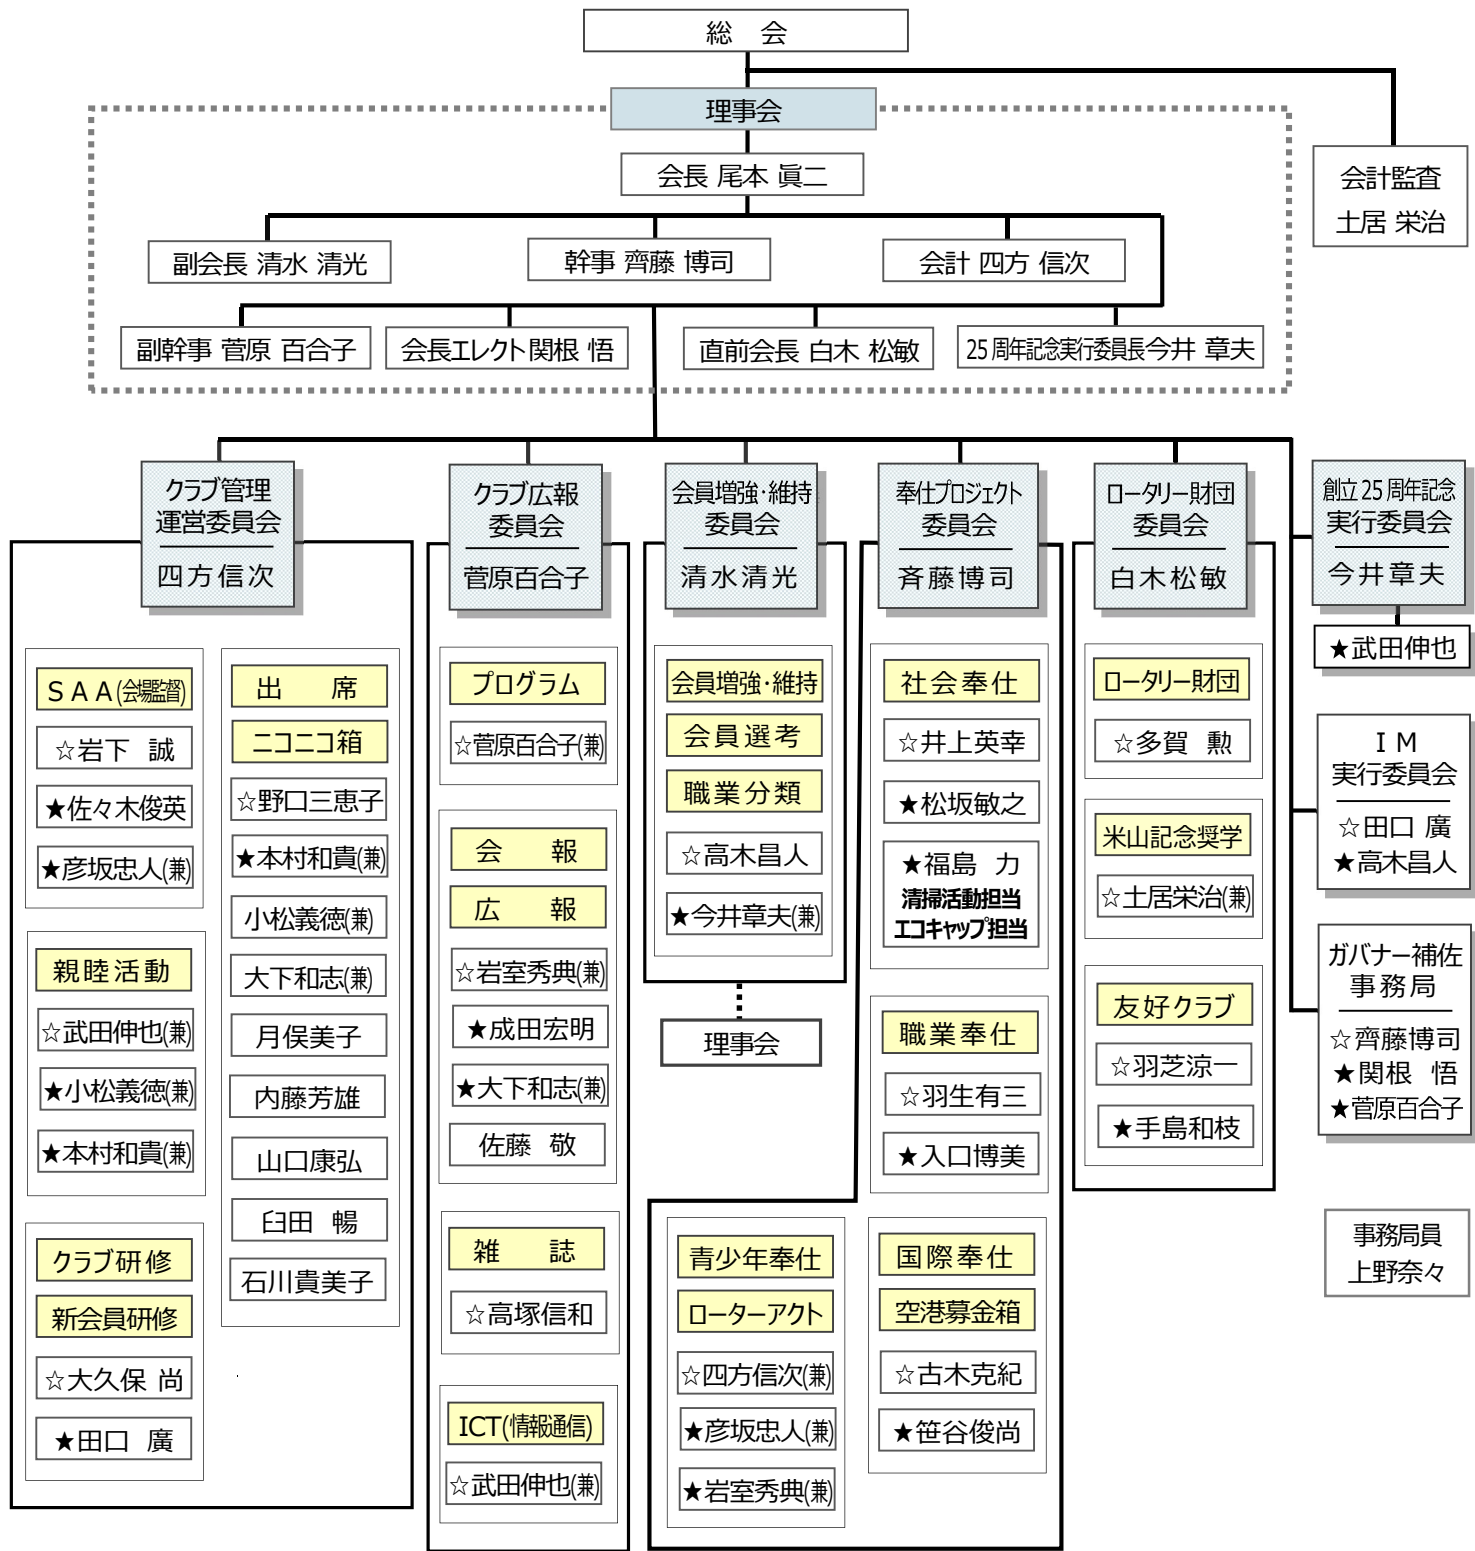 総　会
理事会
会長 尾本 眞二
会計監査
土居 栄治
副会長 清水 清光
幹事 齊藤 博司
会計 四方 信次
副幹事 菅原 百合子
会長エレクト関根 悟
直前会長 白木 松敏
25周年記念実行委員長今井 章夫
クラブ管理
運営委員会
四方信次
ＳＡＡ(会場監督)
☆岩下　誠
★佐々木俊英
★彦坂忠人(兼)
親睦活動
☆武田伸也(兼)
★小松義徳(兼)
★本村和貴(兼)
クラブ研修
新会員研修
☆大久保 尚
★田口　廣
出　席
ニコニコ箱
☆野口三恵子
★本村和貴(兼)
小松義徳(兼)
大下和志(兼)
月俣美子
内藤芳雄
山口康弘
臼田　暢
石川貴美子
クラブ広報
委員会
菅原百合子
プログラム
☆菅原百合子(兼)
会　報
広　報
☆岩室秀典(兼)
★成田宏明
★大下和志(兼)
佐藤　敬
雑　誌
☆高塚信和
ICT(情報通信)
☆武田伸也(兼)
会員増強･維持
委員会
清水清光
会員増強･維持
会員選考
職業分類
☆高木昌人
★今井章夫(兼)
理事会
奉仕プロジェクト
委員会
斉藤博司
社会奉仕
☆井上英幸
★松坂敏之
★福島　力
清掃活動担当
エコキャップ担当
職業奉仕
☆羽生有三
★入口博美
青少年奉仕
ローターアクト
☆四方信次(兼)
★彦坂忠人(兼)
★岩室秀典(兼)
国際奉仕
空港募金箱
☆古木克紀
★笹谷俊尚
ロータリー財団
委員会
白木松敏
ロータリー財団
☆多賀　勲
米山記念奨学
☆土居栄治(兼)
友好クラブ
☆羽芝涼一
★手島和枝
創立25周年記念
実行委員会
今井章夫
★武田伸也
ＩＭ
実行委員会
☆田口 廣
★高木昌人
ガバナー補佐
事務局
☆齊藤博司
★関根　悟
★菅原百合子
事務局員
上野奈々